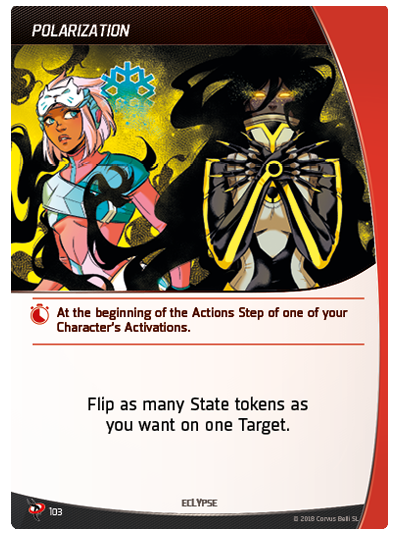 POLARIZATION
At the beginning of the Actions Step of one of your
Character's Activations.
Flip as many State tokens as
you want on one Target.
ECLYPSE
103
© 2018 Corvus Belli SL